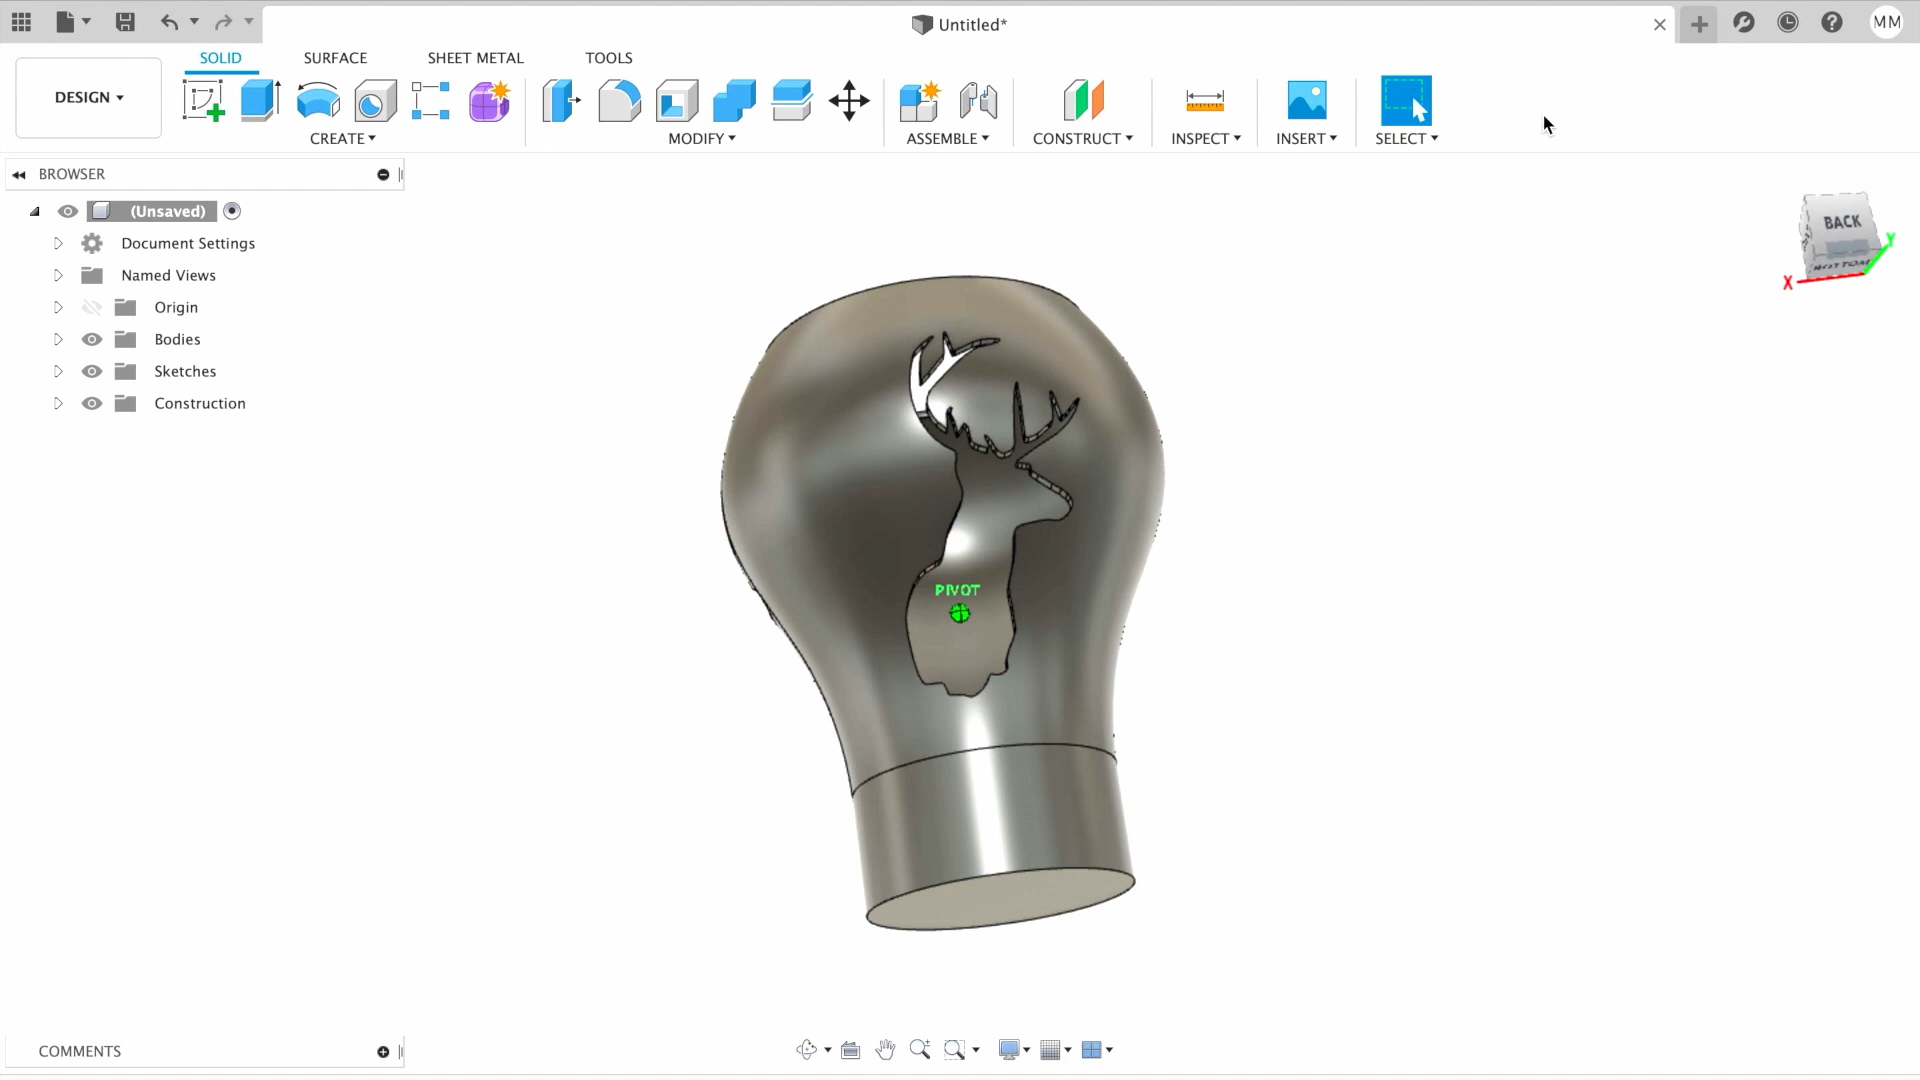 Untitled*
MM
SOLID
SURFACE
SHEET METAL
TOOLS
DESIGN
CREATE
MODIFY
ASSEMBLE
CONSTRUCT
INSPECT
INSERT
SELECT
BROWSER
(Unsaved)
Document Settings
Named Views
Origin
Bodies
Sketches
Construction
BACK
BOTTOM
X
Y
PIVOT
COMMENTS